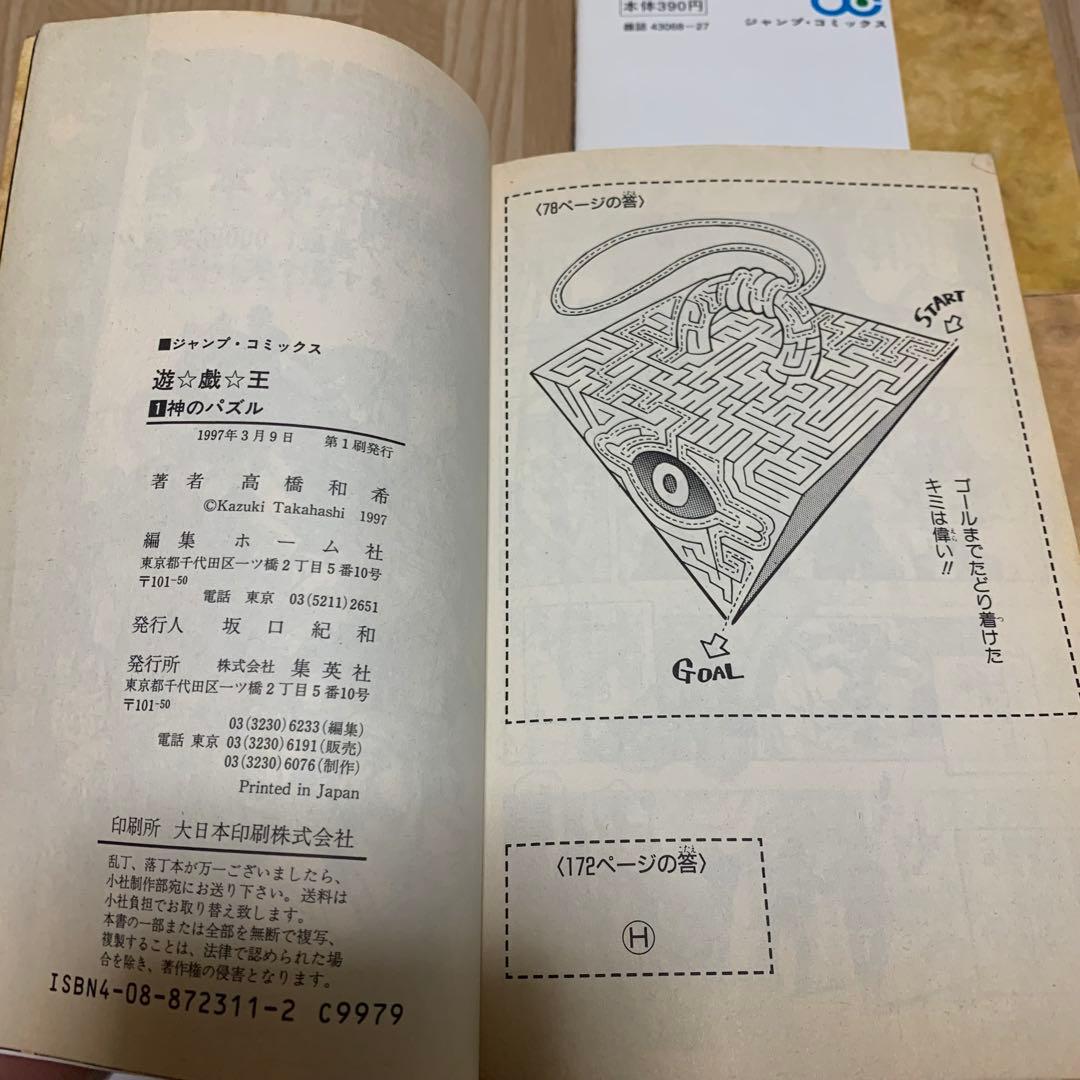 本体390円
雑誌 43068-27
ジャンプ・コミックス
■ジャンプ・コミックス
遊☆戯☆王
1神のパズル
1997年3月9日 第1刷発行
著者 高橋和希
©Kazuki Takahashi 1997
編集 ホーム社
東京都千代田区一ツ橋2丁目5番10号
〒101-50
電話 東京 03(5211)2651
発行人 坂口紀和
発行所 株式会社 集英社
東京都千代田区一ツ橋2丁目5番10号
〒101-50
03(3230)6233(編集)
電話 東京 03(3230)6191(販売)
03(3230)6076(制作)
Printed in Japan
印刷所 大日本印刷株式会社
乱丁、落丁本が万一ございましたら、
小社制作部宛にお送り下さい。送料は
小社負担でお取り替え致します。
本書の一部または全部を無断で複写、
複製することは、法律で認められた場
合を除き、著作権の侵害となります。
ISBN4-08-872311-2 C9979
〈78ページの答〉
START
ゴールまでたどり着けた
キミは偉い!!
GOAL
〈172ページの答〉
Ⓗ